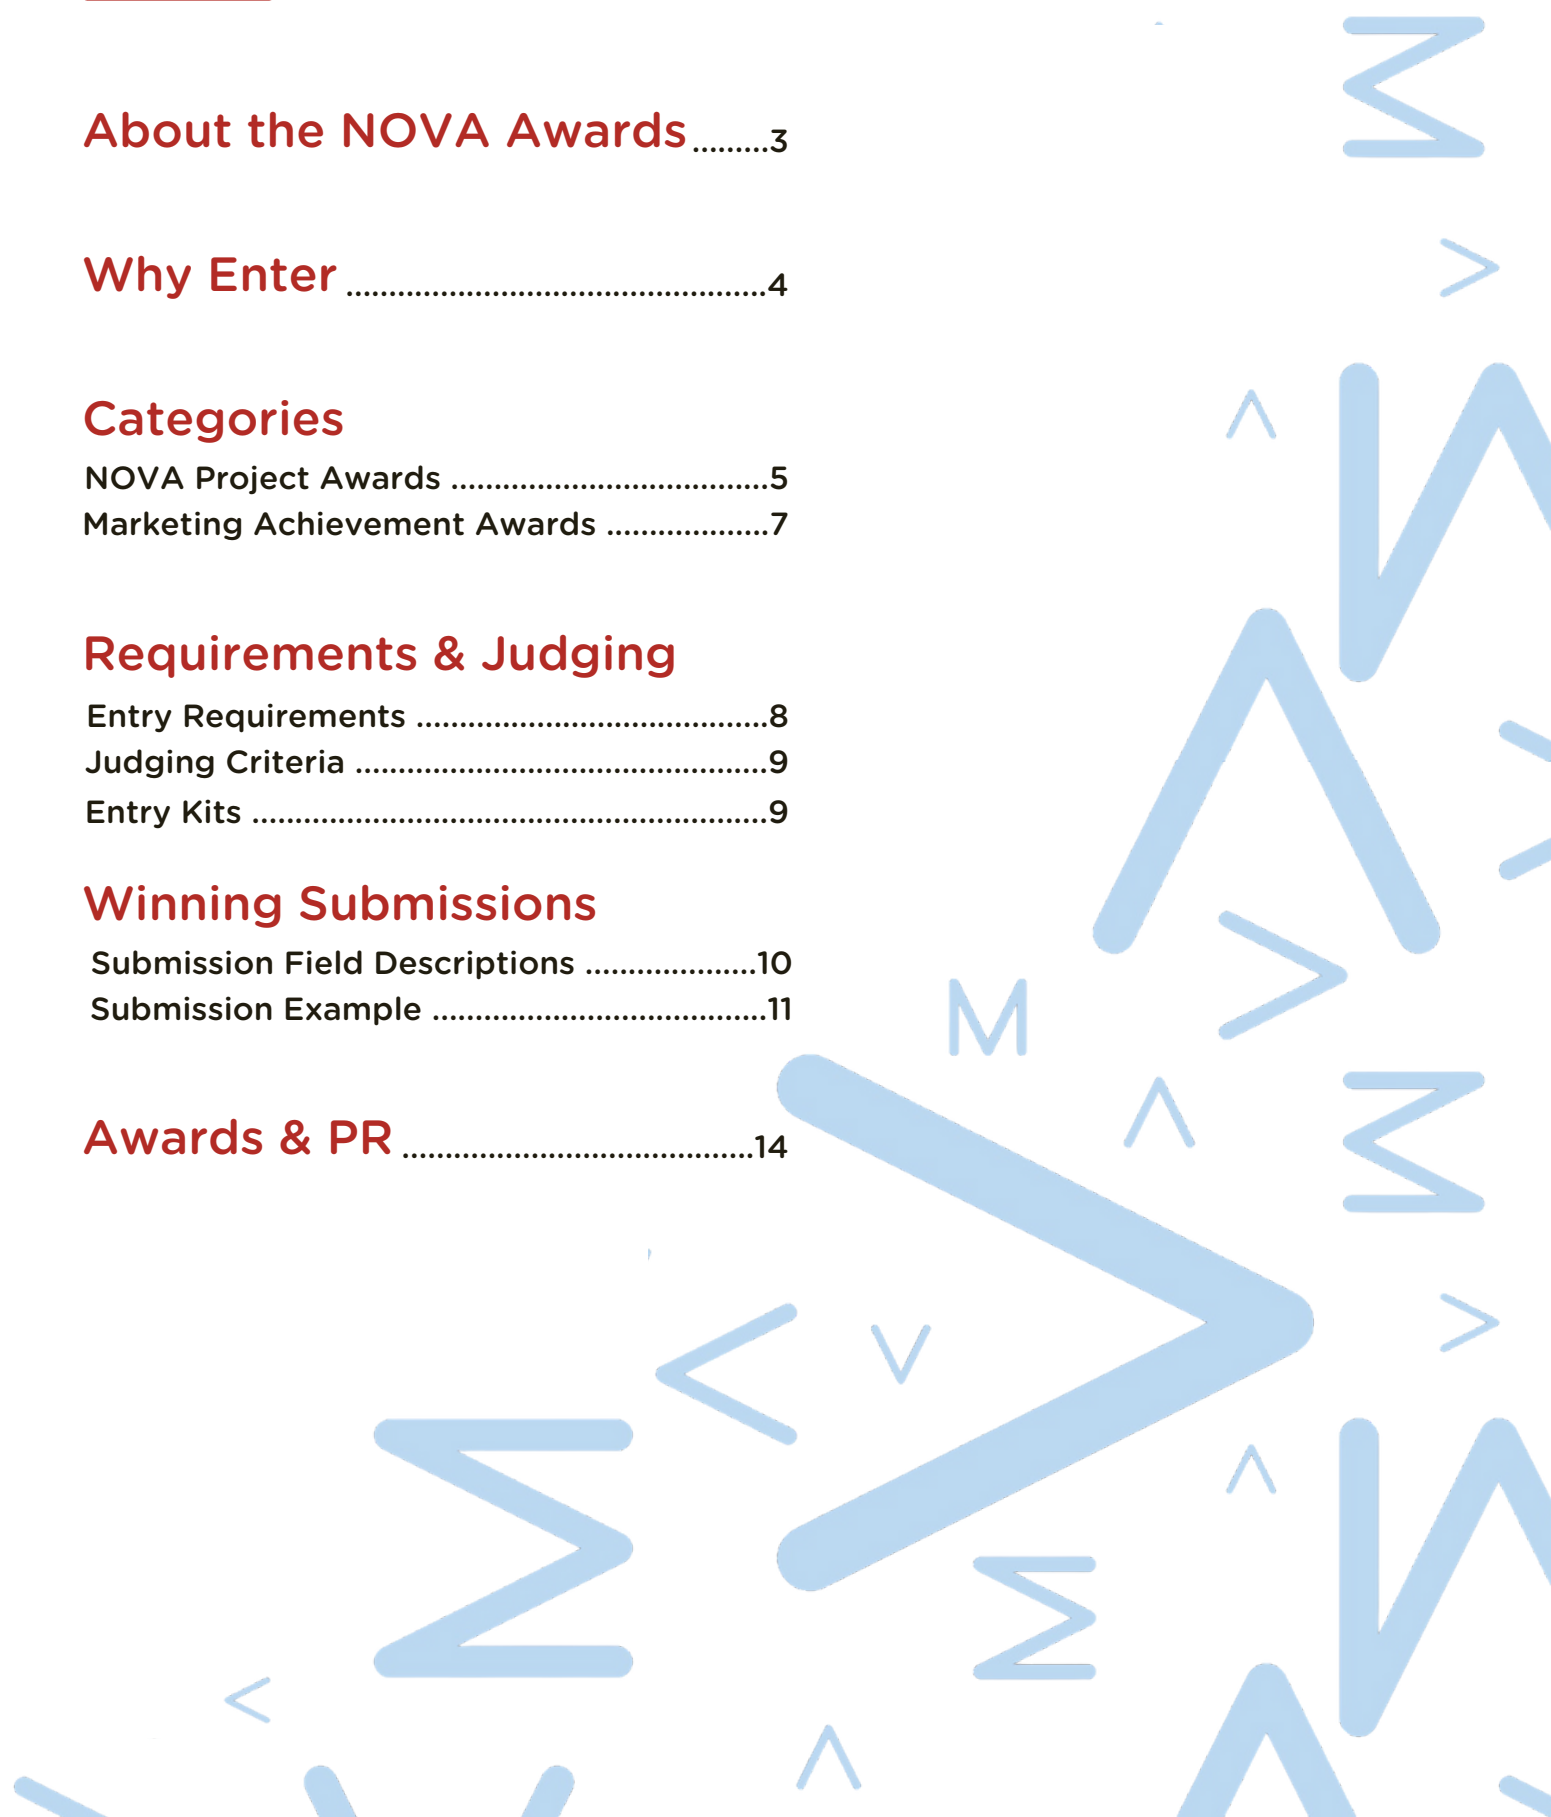 About the NOVA Awards.........3
Why Enter .................................................4
Categories
NOVA Project Awards .....................................5
Marketing Achievement Awards ...................7
Requirements & Judging
Entry Requirements .........................................8
Judging Criteria ................................................9
Entry Kits ............................................................9
Winning Submissions
Submission Field Descriptions ....................10
Submission Example .......................................11
Awards & PR .........................................14
M